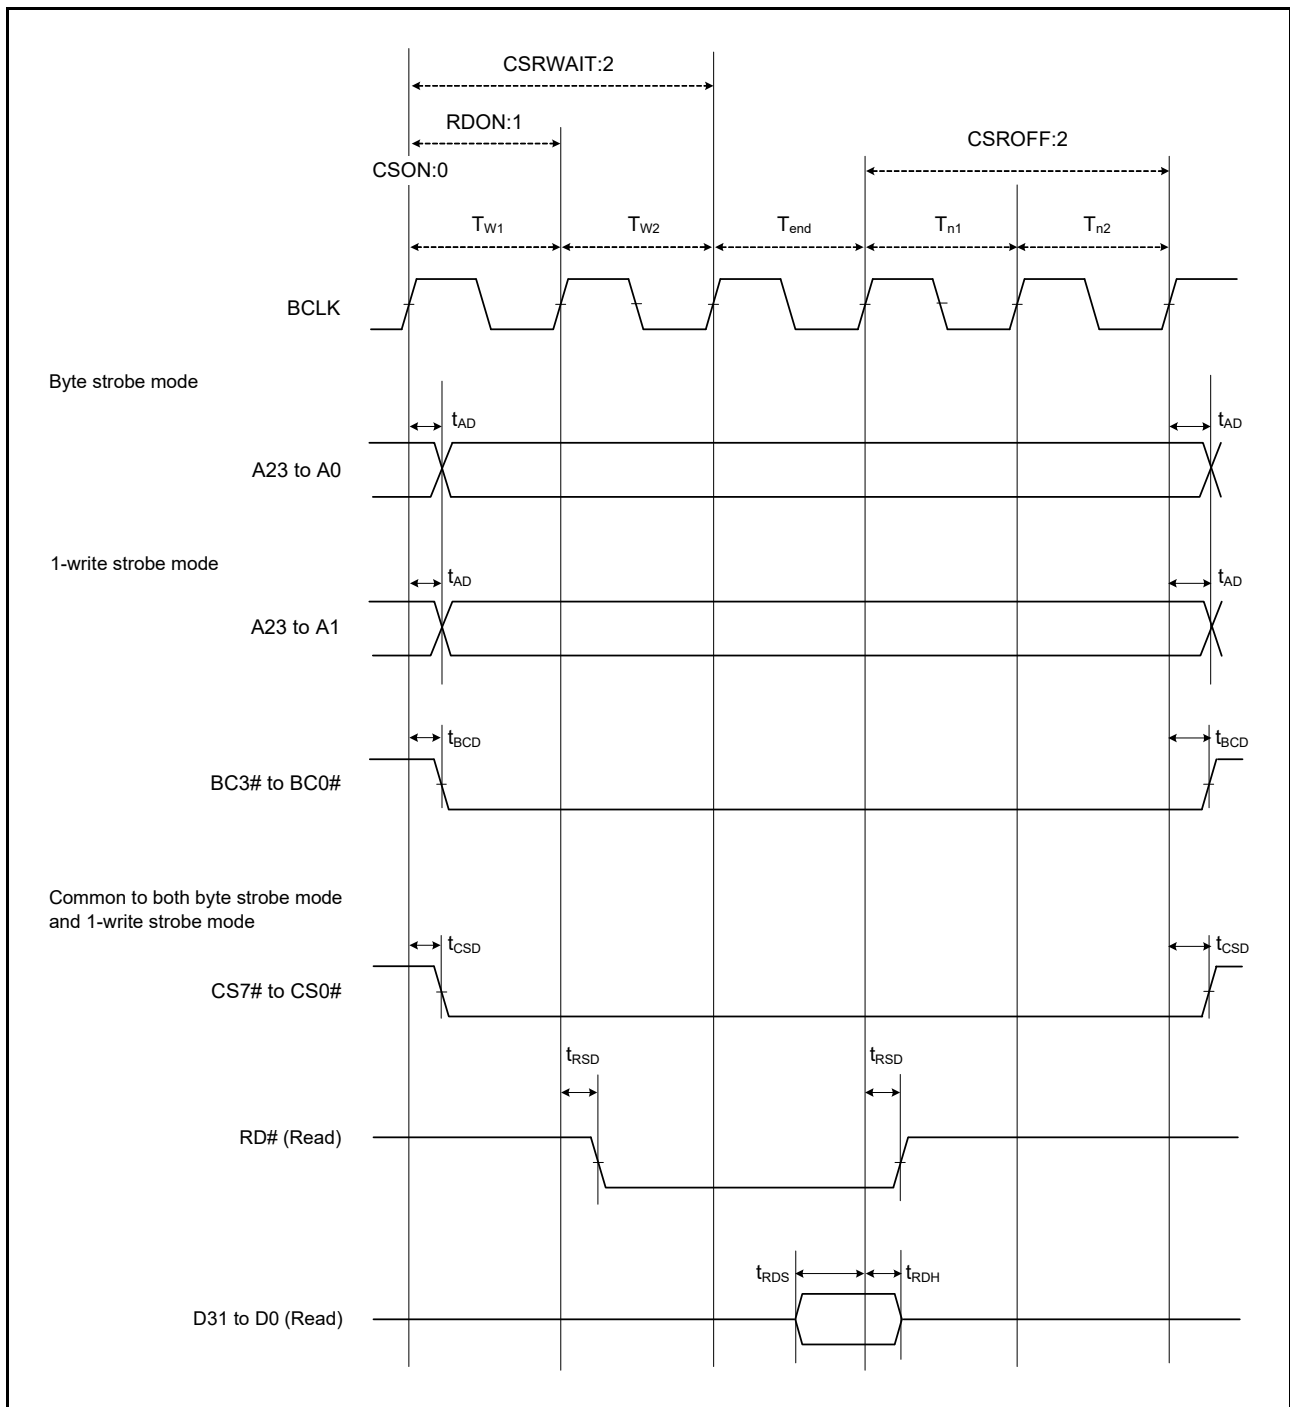 CSRWAIT:2
RDON:1
CSROFF:2
CSON:0
TW1 TW2 Tend Tn1 Tn2
BCLK
Byte strobe mode
tAD tAD
A23 to A0
1-write strobe mode
tAD tAD
A23 to A1
tBCD tBCD
BC3# to BC0#
Common to both byte strobe mode
and 1-write strobe mode
tCSD tCSD
CS7# to CS0#
tRSD tRSD
RD# (Read)
tRDS tRDH
D31 to D0 (Read)